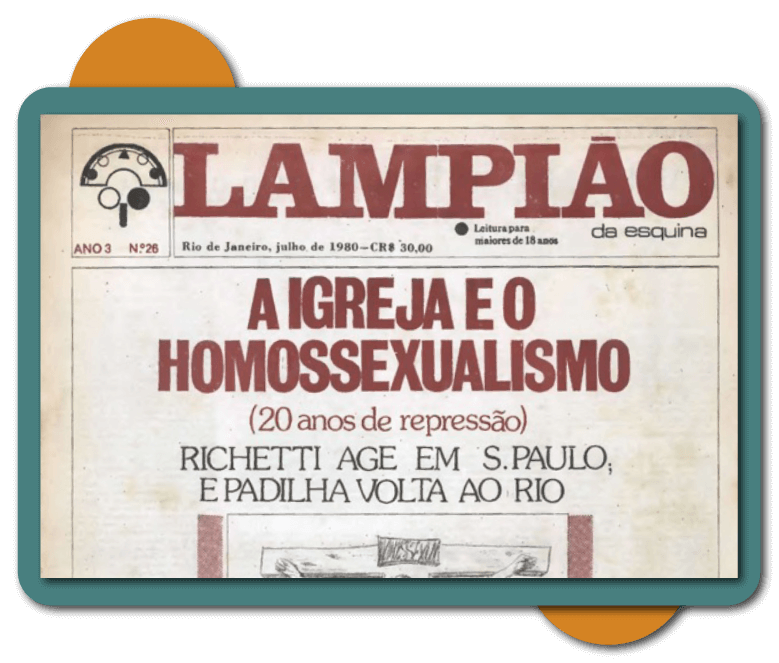 LAMPIÃO
da esquina
Leitura para
maiores de 18 anos
ANO 3 N.º26
Rio de Janeiro, julho de 1980—CR$ 30,00
A IGREJA E O
HOMOSSEXUALISMO
(20 anos de repressão)
RICHETTI AGE EM S.PAULO;
E PADILHA VOLTA AO RIO